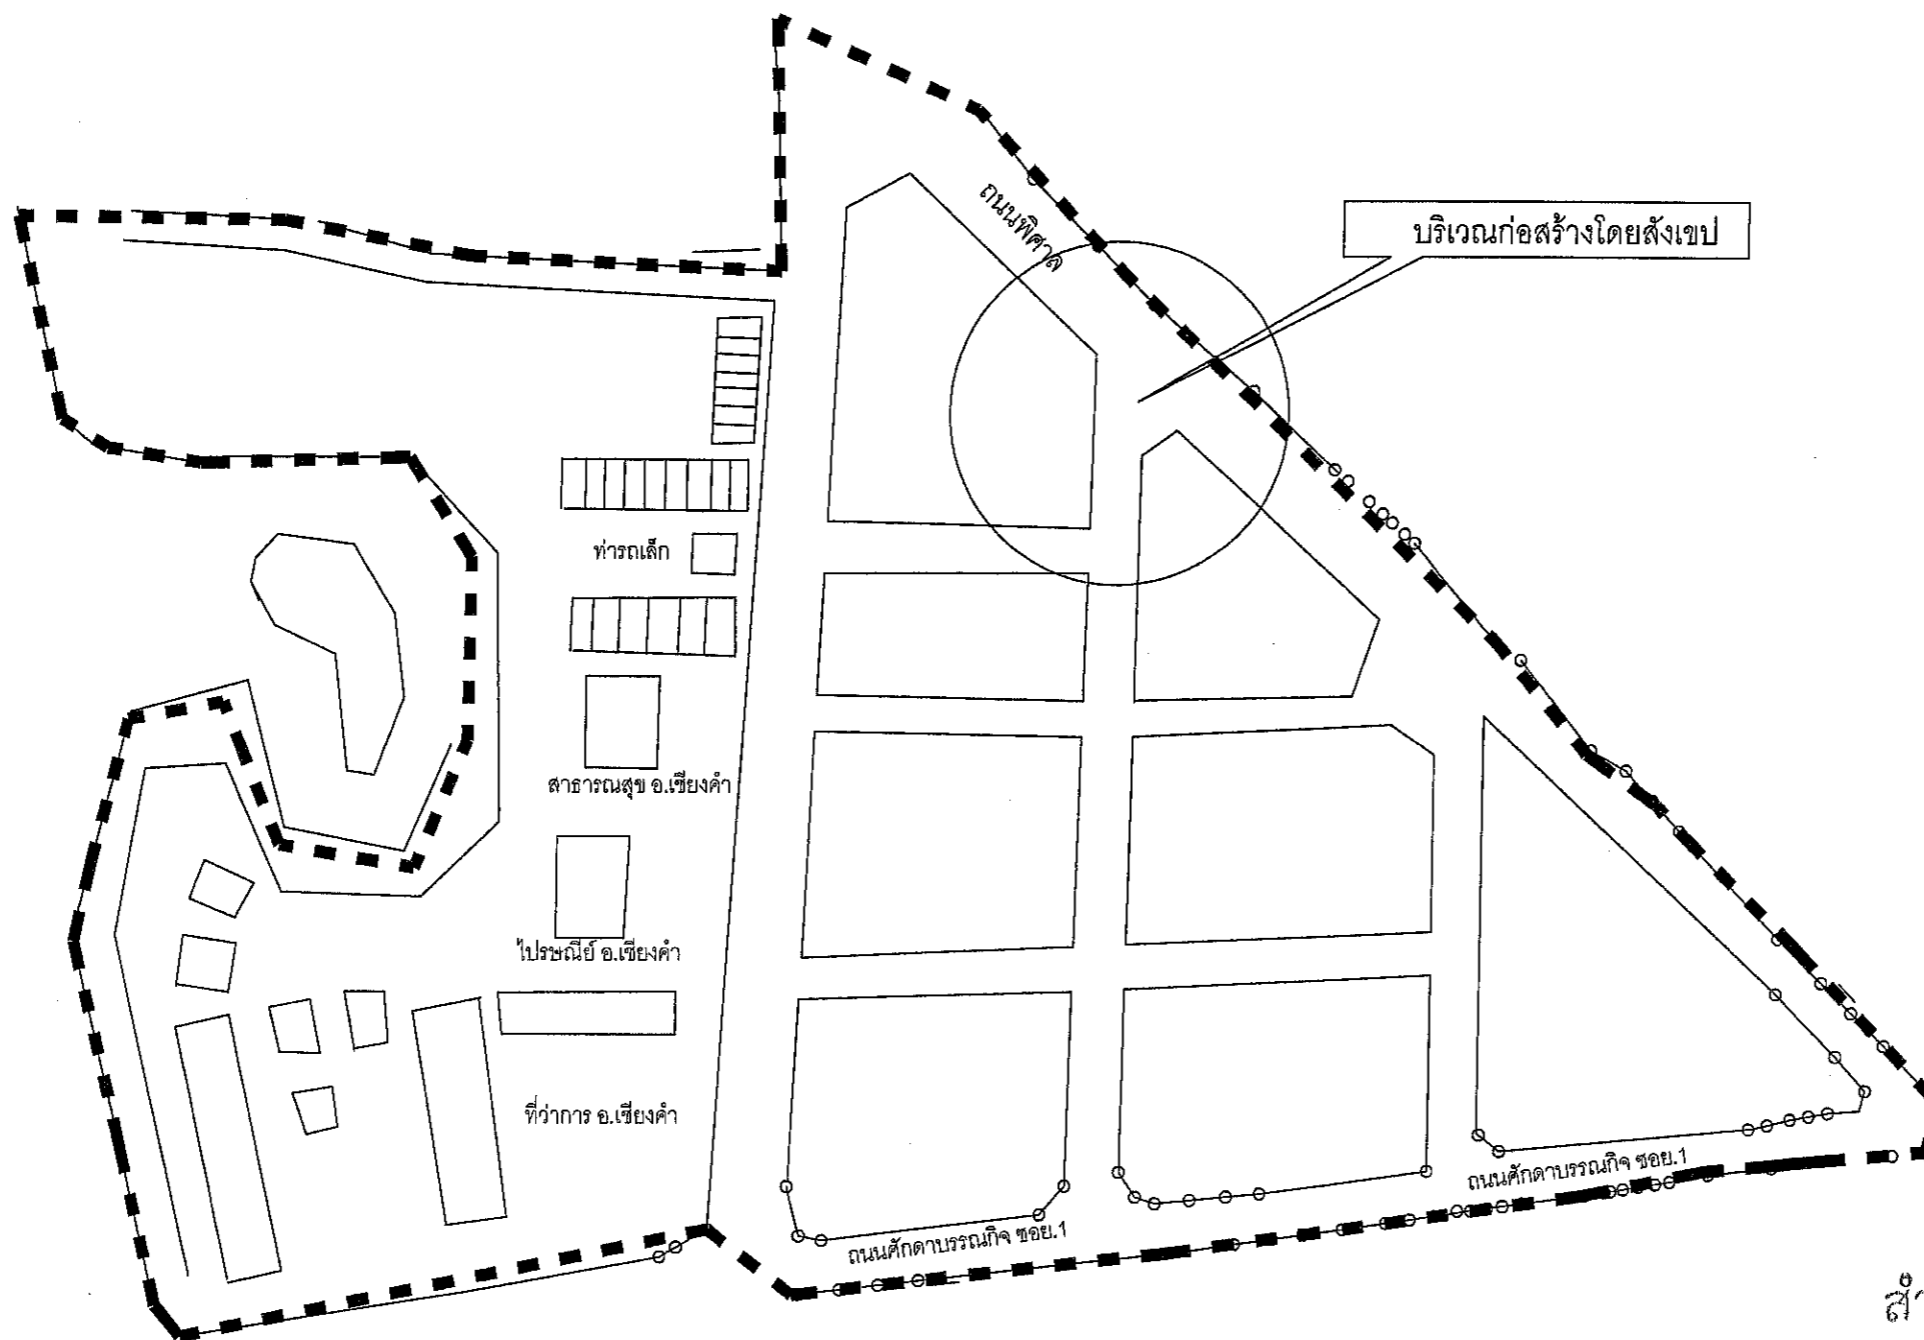 ถนนพิศาล
บริเวณก่อสร้างโดยสังเขป
ท่ารถเล็ก
สาธารณสุข อ.เชียงคำ
ไปรษณีย์ อ.เชียงคำ
ที่ว่าการ อ.เชียงคำ
ถนนศักดาบรรณกิจ ซอย.1
ถนนศักดาบรรณกิจ ซอย.1